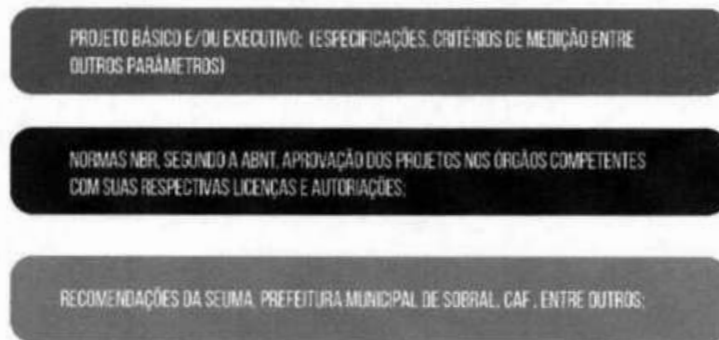 PROJETO BÁSICO E/OU EXECUTIVO: (ESPECIFICAÇÕES, CRITÉRIOS DE MEDIÇÃO ENTRE
OUTROS PARÂMETROS)
NORMAS NBR, SEGUNDO A ABNT, APROVAÇÃO DOS PROJETOS NOS ÓRGÃOS COMPETENTES
COM SUAS RESPECTIVAS LICENÇAS E AUTORIAÇÕES;
RECOMENDAÇÕES DA SEUMA, PREFEITURA MUNICIPAL DE SOBRAL, CAF , ENTRE OUTROS;